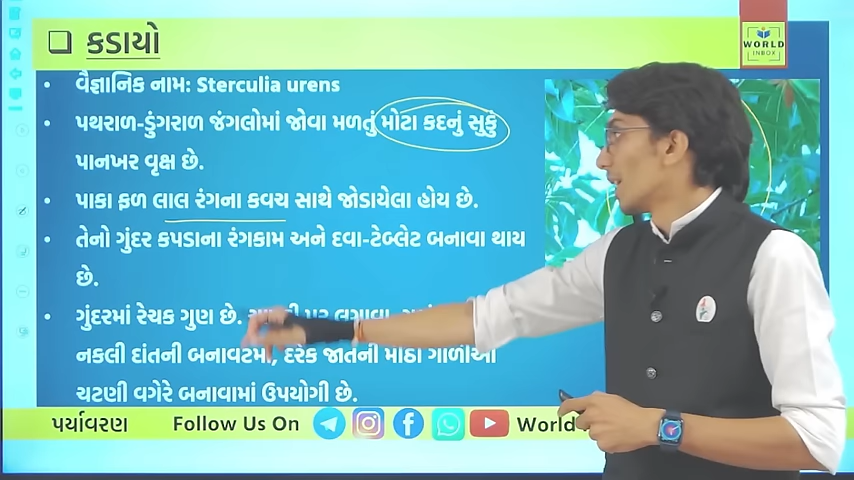 ❑ કડાયો
WORLD
INBOX
• વૈજ્ઞાનિક નામ: Sterculia urens
• પથરાળ-ડુંગરાળ જંગલોમાં જોવા મળતું મોટા કદનું સુકું
પાનખર વૃક્ષ છે.
• પાકા ફળ લાલ રંગના કવચ સાથે જોડાયેલા હોય છે.
• તેનો ગુંદર કપડાના રંગકામ અને દવા-ટેબ્લેટ બનાવા થાય
છે.
• ગુંદરમાં રેચક ગુણ છે. લગાવા,
નકલી દાંતની બનાવટમાં, દરેક જાતની મીઠી ગોળીઓ
ચટણી વગેરે બનાવામાં ઉપયોગી છે.
પર્યાવરણ Follow Us On World